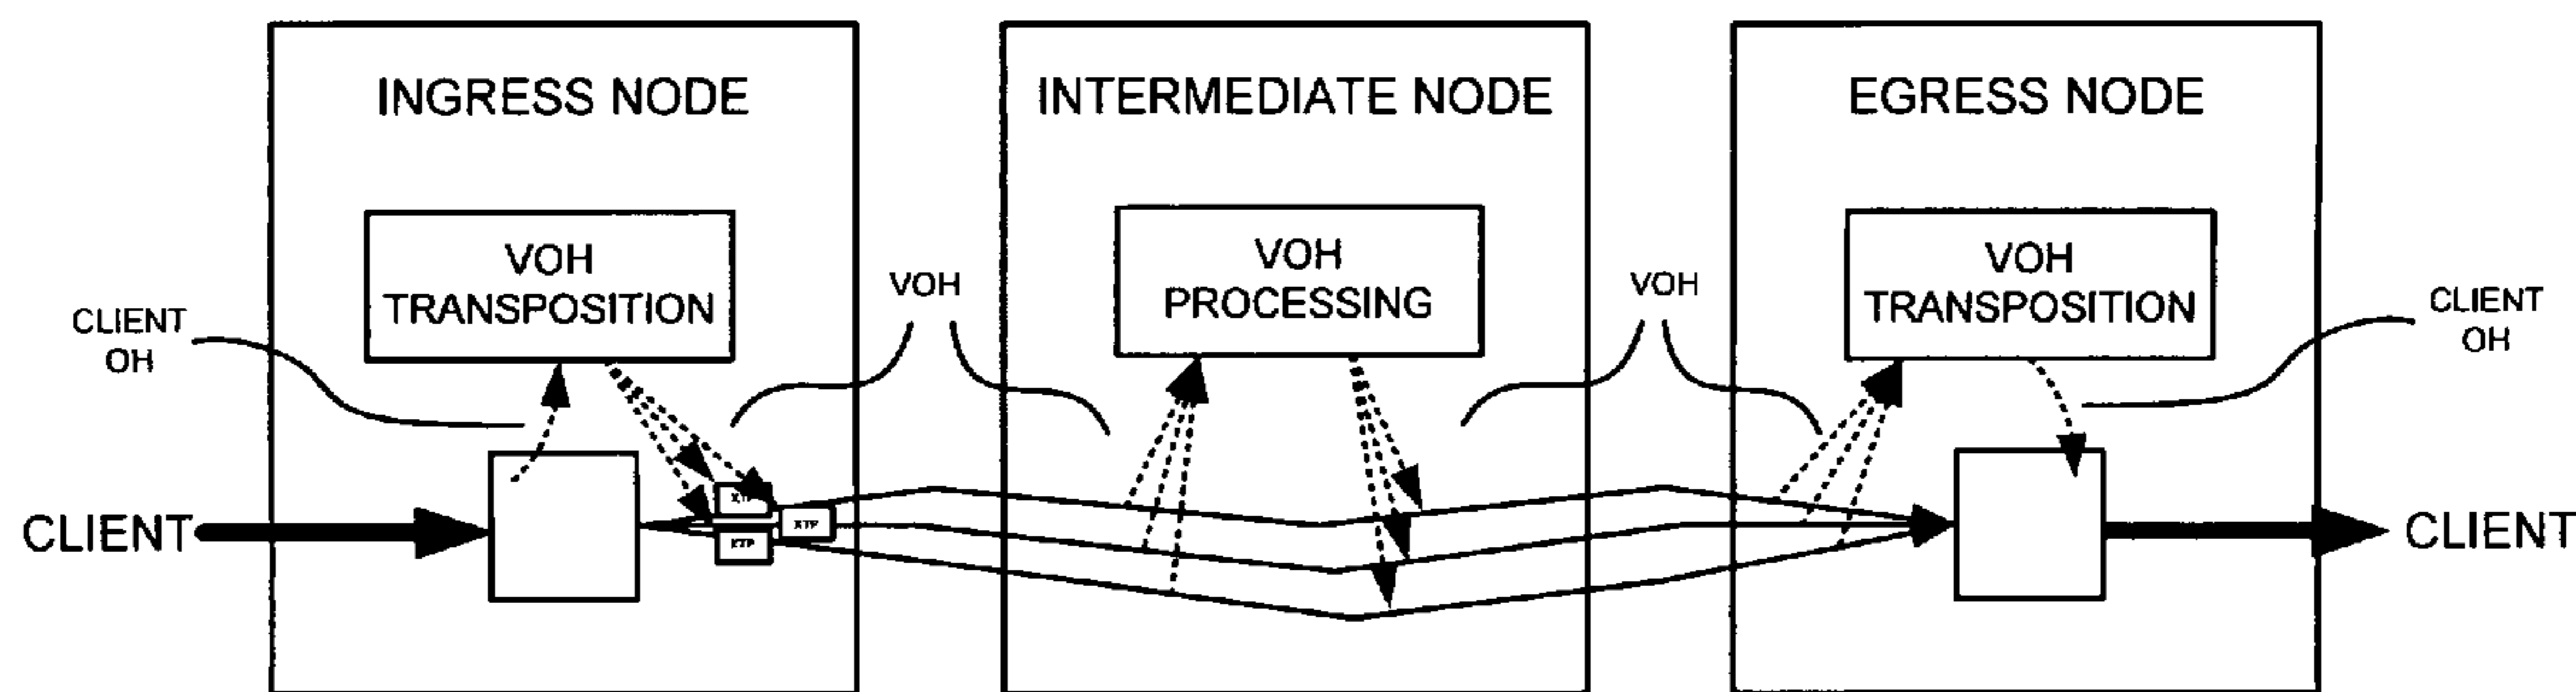 INGRESS NODE
INTERMEDIATE NODE
EGRESS NODE
VOH
TRANSPOSITION
VOH
PROCESSING
VOH
TRANSPOSITION
CLIENT
OH
VOH
VOH
CLIENT
OH
XTP
XTP
CLIENT
CLIENT